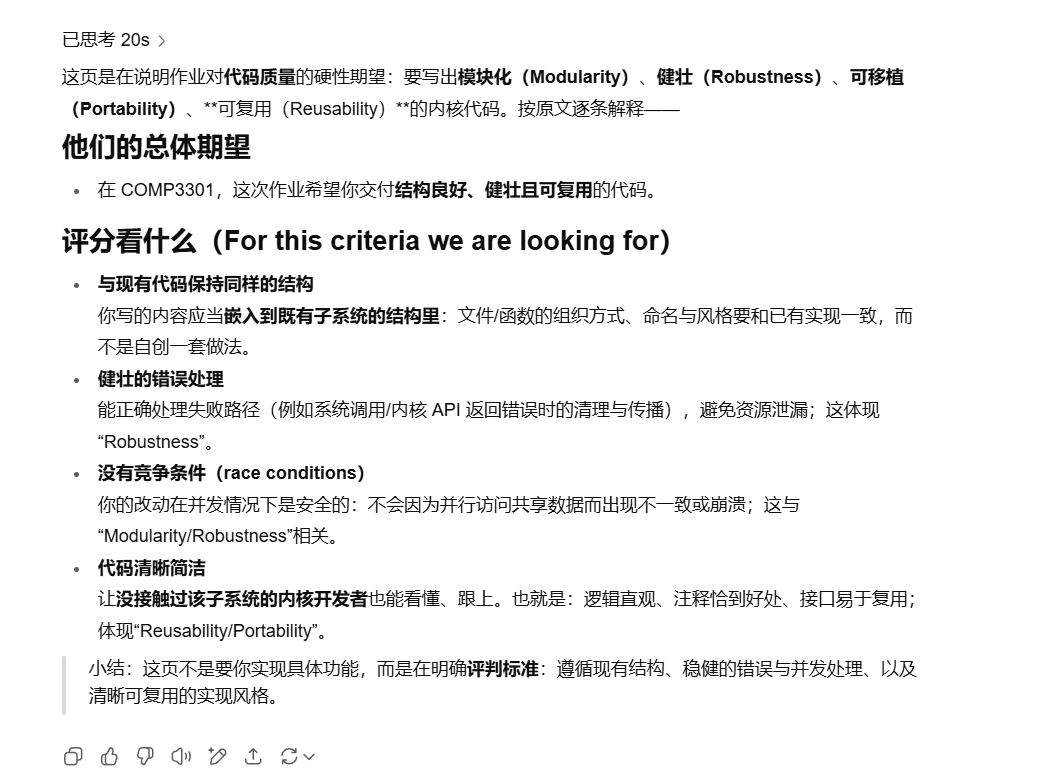 已思考 20s
这页是在说明作业对代码质量的硬性期望：要写出模块化（Modularity）、健壮（Robustness）、可移植
（Portability）、**可复用（Reusability）**的内核代码。按原文逐条解释——
他们的总体期望
• 在 COMP3301，这次作业希望你交付结构良好、健壮且可复用的代码。
评分看什么（For this criteria we are looking for）
• 与现有代码保持同样的结构
你写的内容应当嵌入到既有子系统的结构里：文件/函数的组织方式、命名与风格要和已有实现一致，而
不是自创一套做法。
• 健壮的错误处理
能正确处理失败路径（例如系统调用/内核 API 返回错误时的清理与传播），避免资源泄漏；这体现
“Robustness”。
• 没有竞争条件（race conditions）
你的改动在并发情况下是安全的：不会因为并行访问共享数据而出现不一致或崩溃；这与
“Modularity/Robustness”相关。
• 代码清晰简洁
让没接触过该子系统的内核开发者也能看懂、跟上。也就是：逻辑直观、注释恰到好处、接口易于复用；
体现“Reusability/Portability”。
小结：这页不是要你实现具体功能，而是在明确评判标准：遵循现有结构、稳健的错误与并发处理、以及
清晰可复用的实现风格。